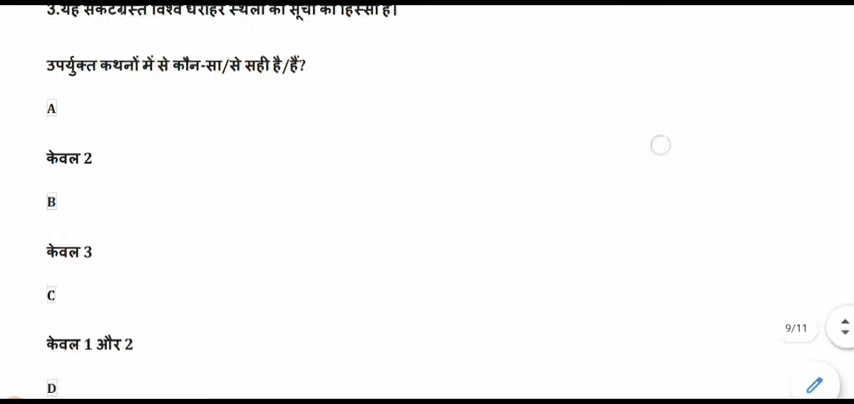 3.यह संकटग्रस्त विश्व धरोहर स्थलों की सूची का हिस्सा है।
उपर्युक्त कथनों में से कौन-सा/से सही है/हैं?
A
केवल 2
B
केवल 3
C
केवल 1 और 2
9/11
D